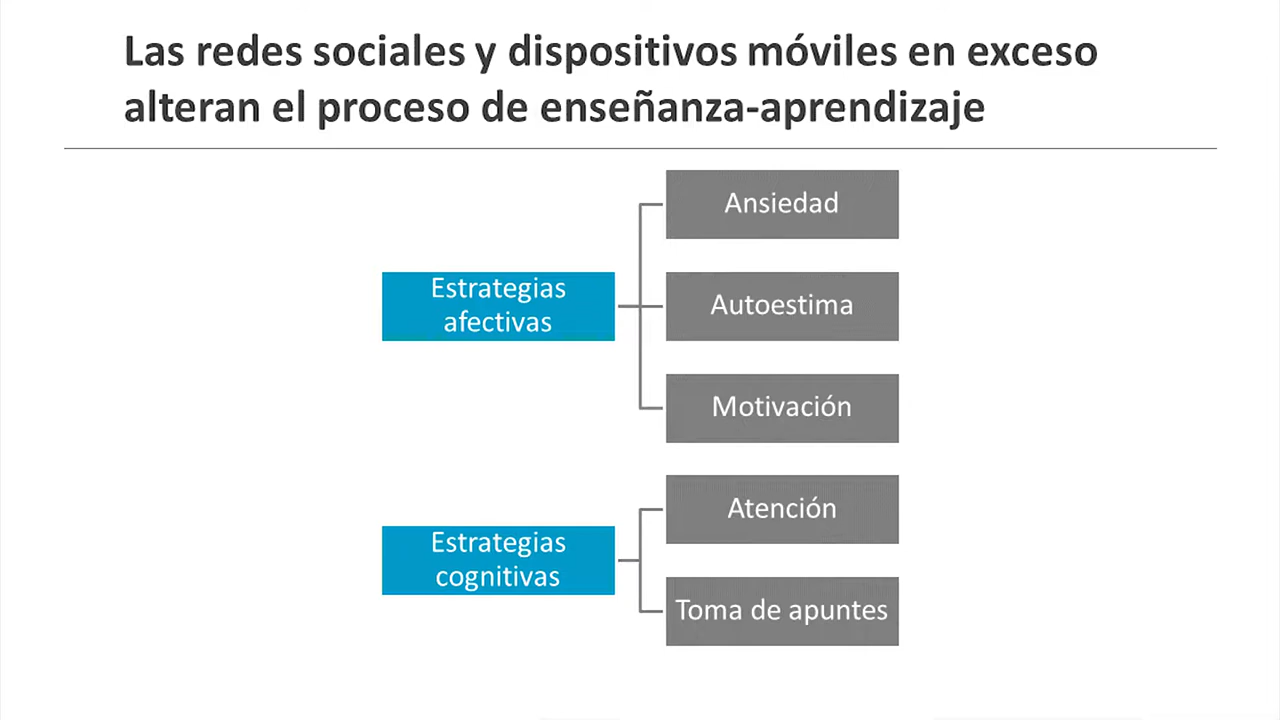 Las redes sociales y dispositivos móviles en exceso
alteran el proceso de enseñanza-aprendizaje
Estrategias
afectivas
Ansiedad
Autoestima
Motivación
Estrategias
cognitivas
Atención
Toma de apuntes